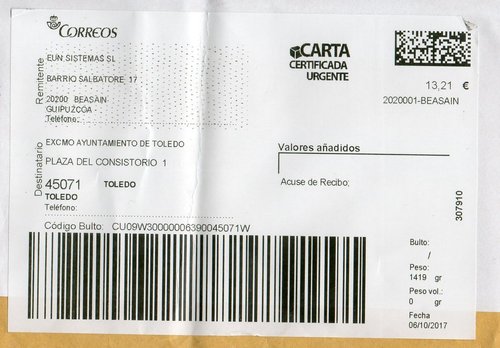 CORREOS
Remitente
EUN SISTEMAS SL
BARRIO SALBATORE 17
20200 BEASAIN
GUIPUZCOA
Teléfono:
CARTA
CERTIFICADA
URGENTE
13,21 €
2020001-BEASAIN
Destinatario
EXCMO AYUNTAMIENTO DE TOLEDO
PLAZA DEL CONSISTORIO 1
45071 TOLEDO
TOLEDO
Teléfono:
Valores añadidos
Acuse de Recibo;
307910
Código Bulto: CU09W30000006390045071W
Bulto:
/
Peso:
1419 gr
Peso vol.:
0 gr
Fecha
06/10/2017